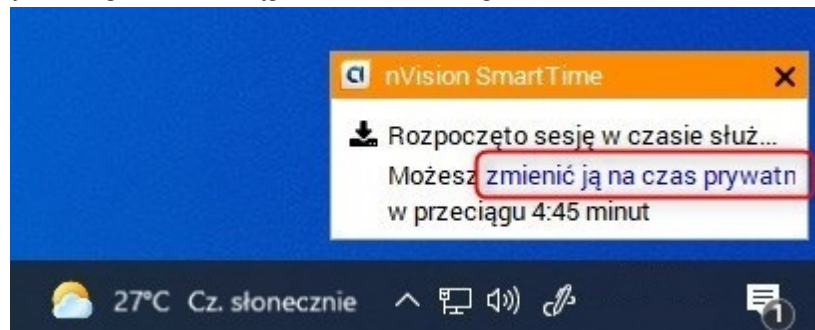 nVision SmartTime
Rozpoczęto sesję w czasie służ...
Możesz zmienić ją na czas prywatn
w przeciągu 4:45 minut
27°C Cz. słonecznie
1